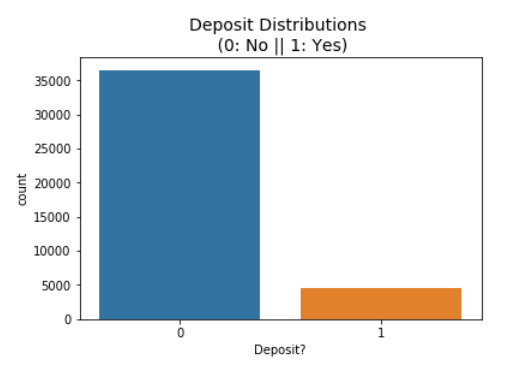 Deposit Distributions
(0: No || 1: Yes)
35000
30000
25000
20000
15000
10000
5000
0
count
0 1
Deposit?